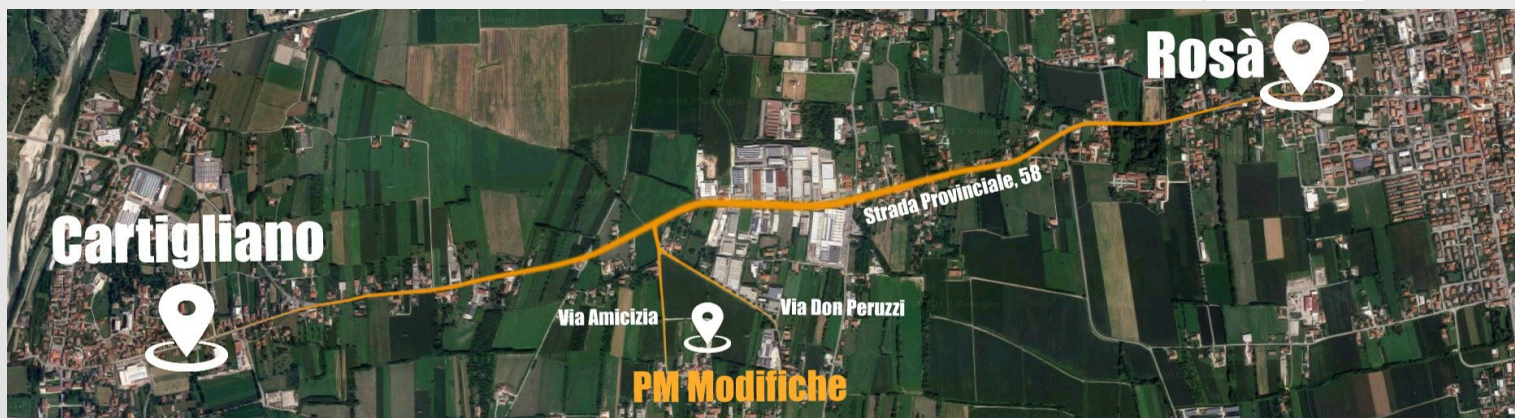 Rosà
Strada Provinciale, 58
Cartigliano
Via Amicizia
Via Don Peruzzi
PM Modifiche